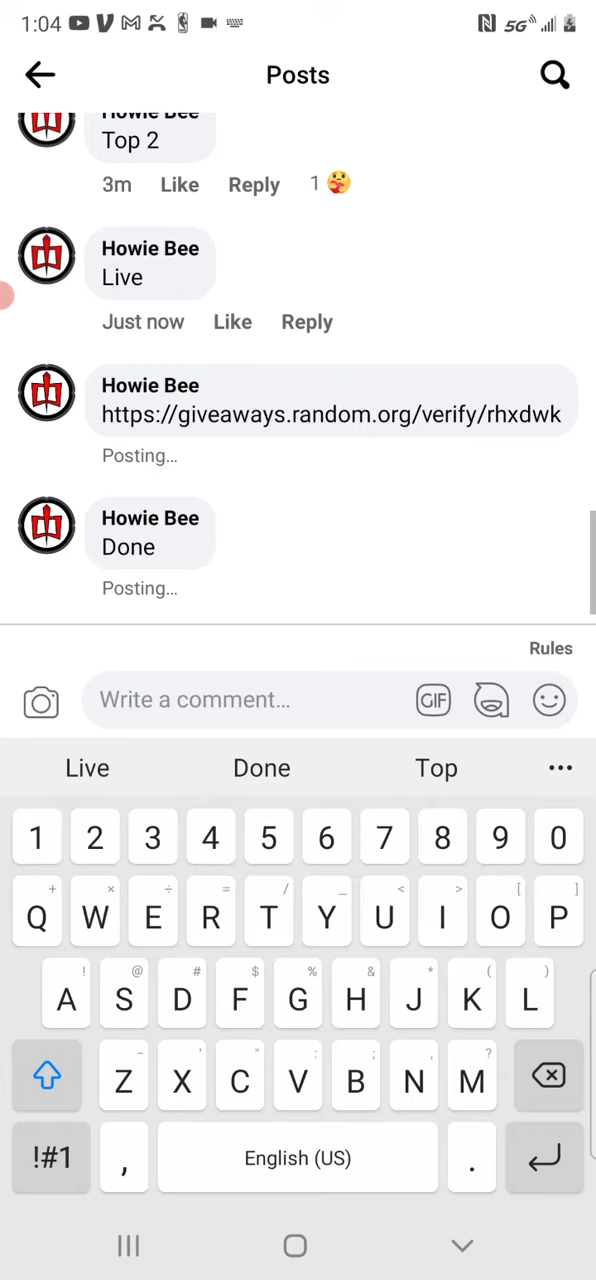 1:04
5G
Posts
Howie Bee
Top 2
3m Like Reply 1
Howie Bee
Live
Just now Like Reply
Howie Bee
https://giveaways.random.org/verify/rhxdwk
Posting...
Howie Bee
Done
Posting...
Rules
Write a comment... GIF
Live Done Top
1 2 3 4 5 6 7 8 9 0
+ × ÷ = / _ < > [ ]
Q W E R T Y U I O P
! @ # $ % & * ( )
A S D F G H J K L
- ' " : ; , ?
Z X C V B N M
!#1 , English (US) .